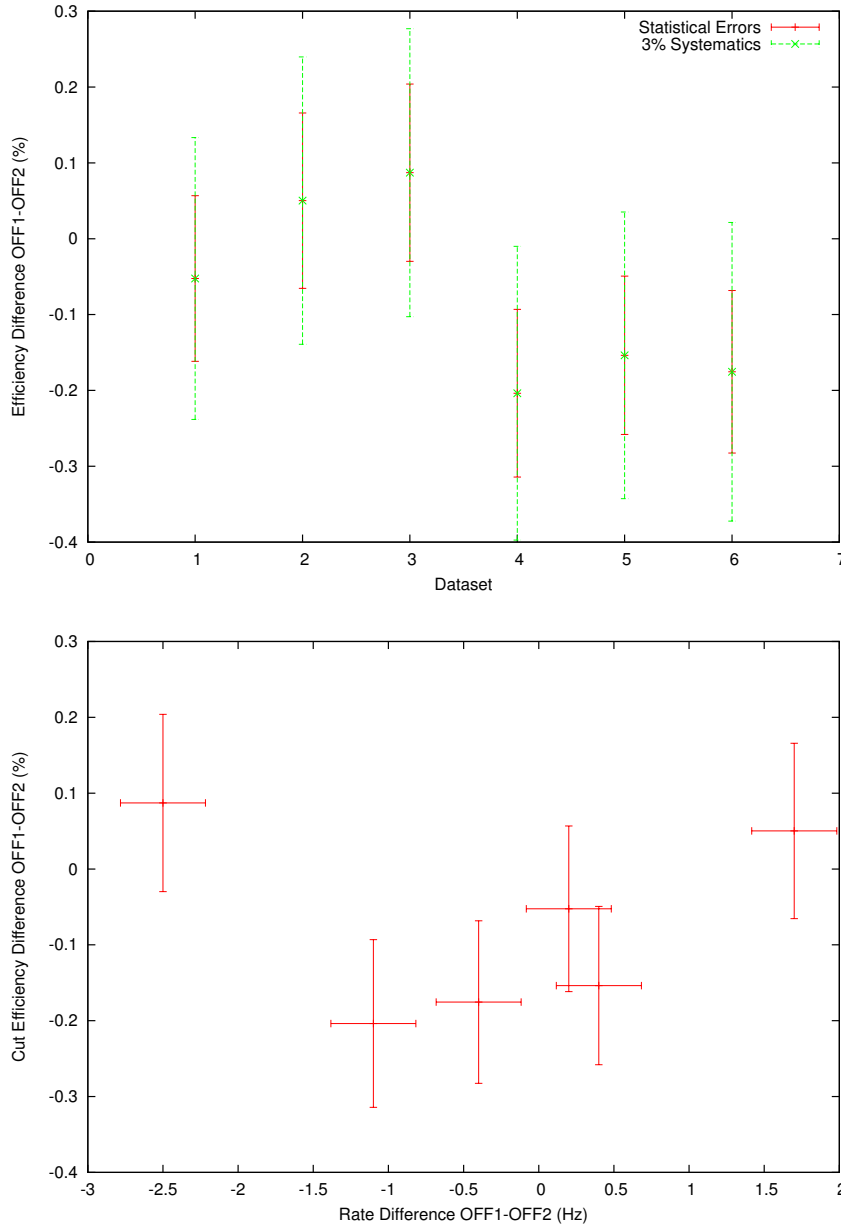 Statistical Errors
3% Systematics
Efficiency Difference OFF1-OFF2 (%)
0.3
0.2
0.1
0
-0.1
-0.2
-0.3
-0.4
0 1 2 3 4 5 6 7
Dataset
Cut Efficiency Difference OFF1-OFF2 (%)
0.3
0.2
0.1
0
-0.1
-0.2
-0.3
-0.4
-3 -2.5 -2 -1.5 -1 -0.5 0 0.5 1 1.5 2
Rate Difference OFF1-OFF2 (Hz)